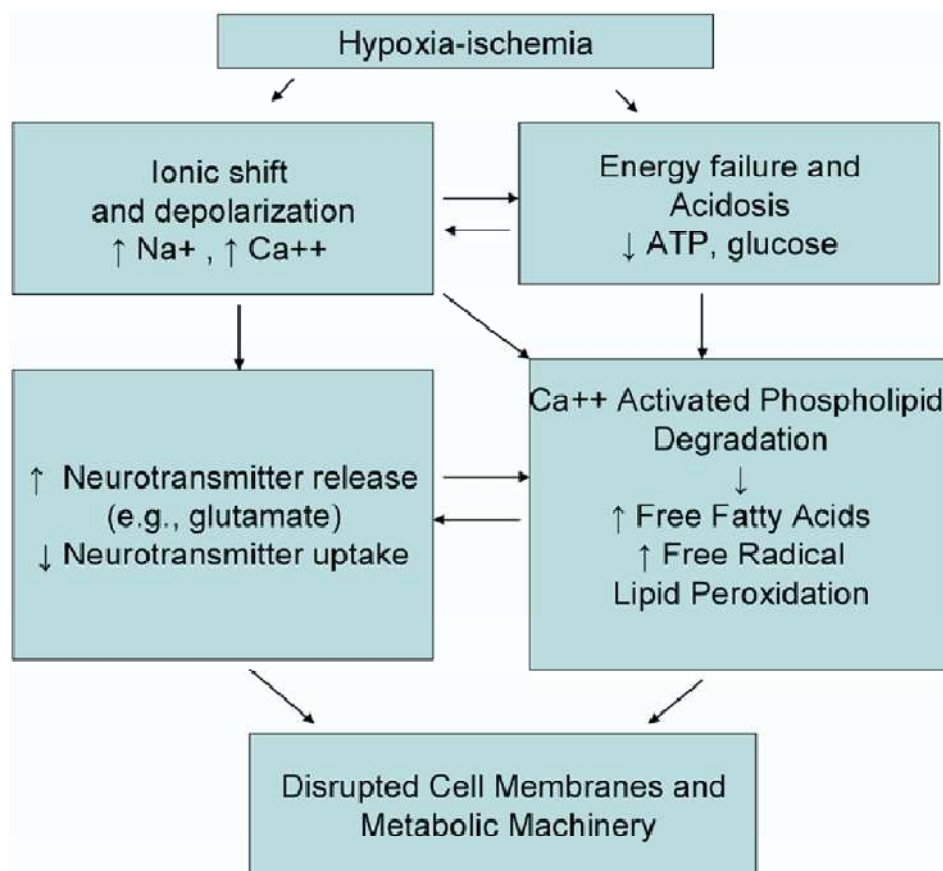 Hypoxia-ischemia
Ionic shift
and depolarization
↑ Na+ , ↑ Ca++
Energy failure and
Acidosis
↓ ATP, glucose
↑ Neurotransmitter release
(e.g., glutamate)
↓ Neurotransmitter uptake
Ca++ Activated Phospholipid
Degradation
↓
↑ Free Fatty Acids
↑ Free Radical
Lipid Peroxidation
Disrupted Cell Membranes and
Metabolic Machinery